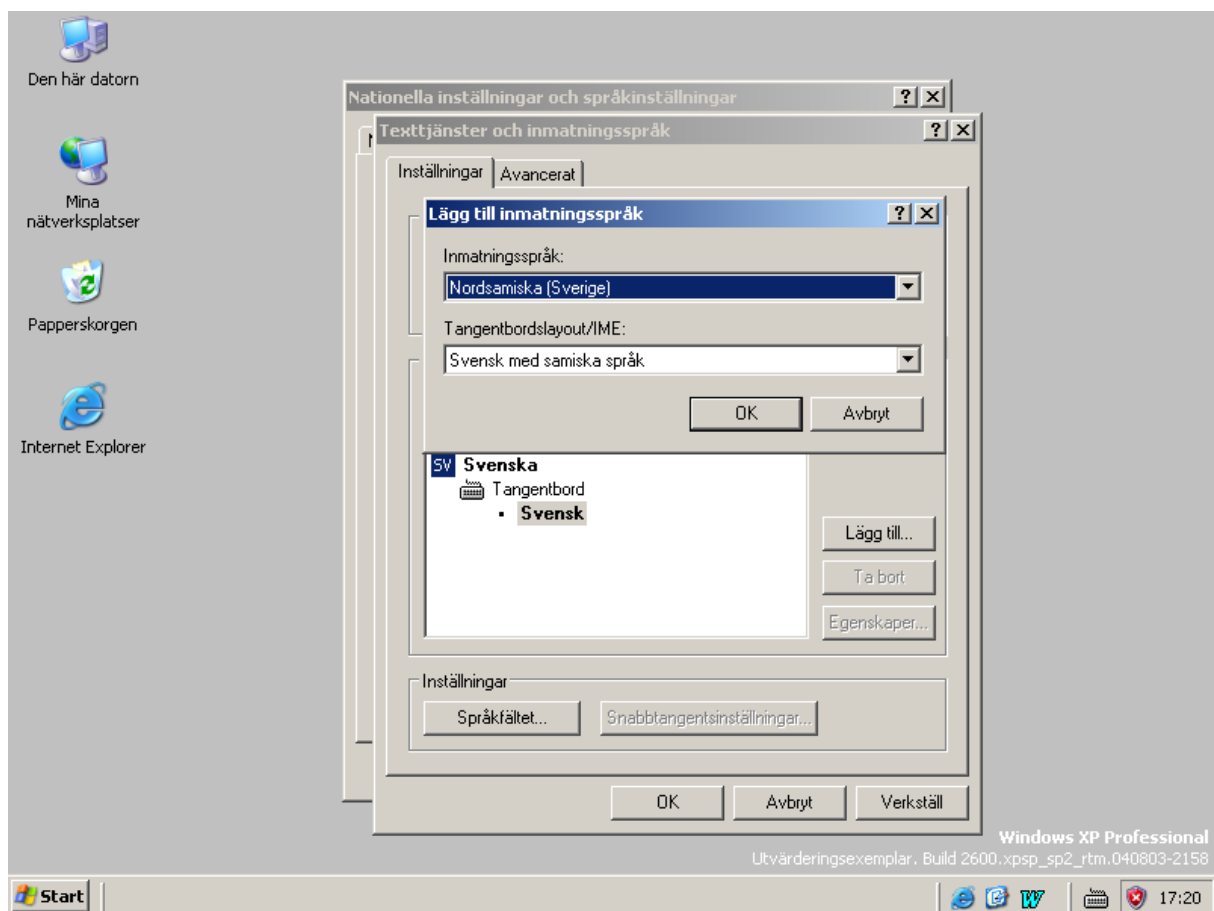 Den här datorn
Mina
nätverksplatser
Papperskorgen
Internet Explorer
Nationella inställningar och språkinställningar
Texttjänster och inmatningsspråk
Inställningar
Avancerat
Lägg till inmatningsspråk
Inmatningsspråk:
Nordsamiska (Sverige)
Tangentbordslayout/IME:
Svensk med samiska språk
OK
Avbryt
SV Svenska
Tangentbord
Svensk
Lägg till...
Ta bort
Egenskaper...
Inställningar
Språkfältet...
Snabbtangentsinställningar...
OK
Avbryt
Verkställ
Windows XP Professional
Utvärderingsexemplar. Build 2600.xpsp_sp2_rtm.040803-2158
Start
17:20